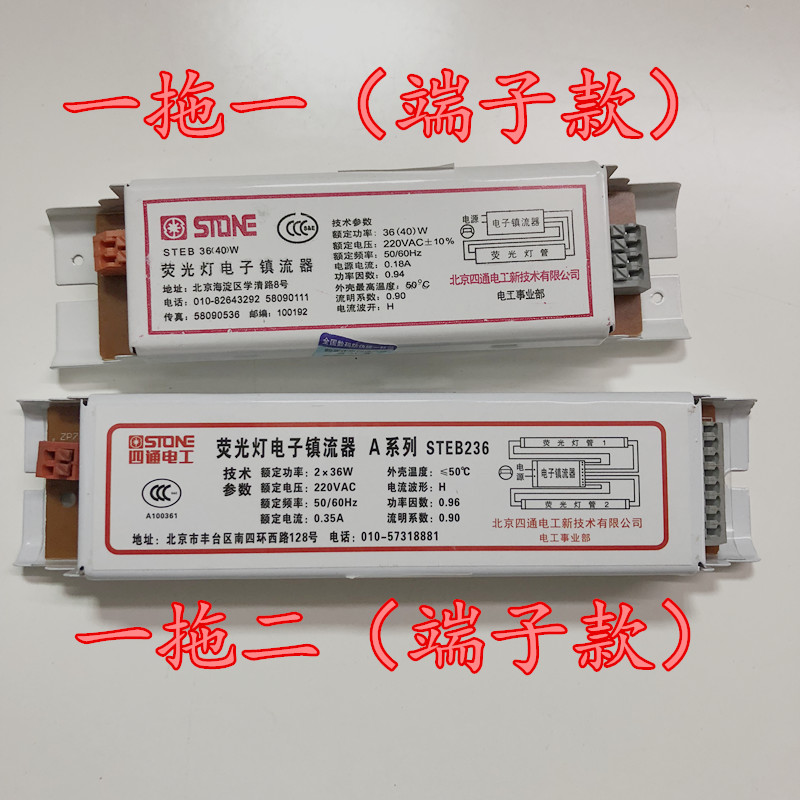 一拖一（端子款）
STONE
STEB 36(40)W
荧光灯电子镇流器
地址：北京海淀区学清路8号
电话：010-82643292 58090111
传真：58090536 邮编：100192
技术参数
额定功率：36(40)W
额定电压：220VAC±10%
额定频率：50/60Hz
电源电流：0.18A
功率因数：0.94
外壳最高温度：50℃
流明系数：0.90
电流波开：H
电源
电子镇流器
荧光灯管
北京四通电工新技术有限公司
电工事业部
STONE
四通电工
荧光灯电子镇流器 A系列 STEB236
A100361
技术
参数
额定功率：2×36W
额定电压：220VAC
额定频率：50/60Hz
额定电流：0.35A
外壳温度：≤50℃
电流波形：H
功率因数：0.96
流明系数：0.90
荧光灯管1
电源
电子镇流器
荧光灯管2
北京四通电工新技术有限公司
电工事业部
地址：北京市丰台区南四环西路128号 电话：010-57318881
一拖二（端子款）